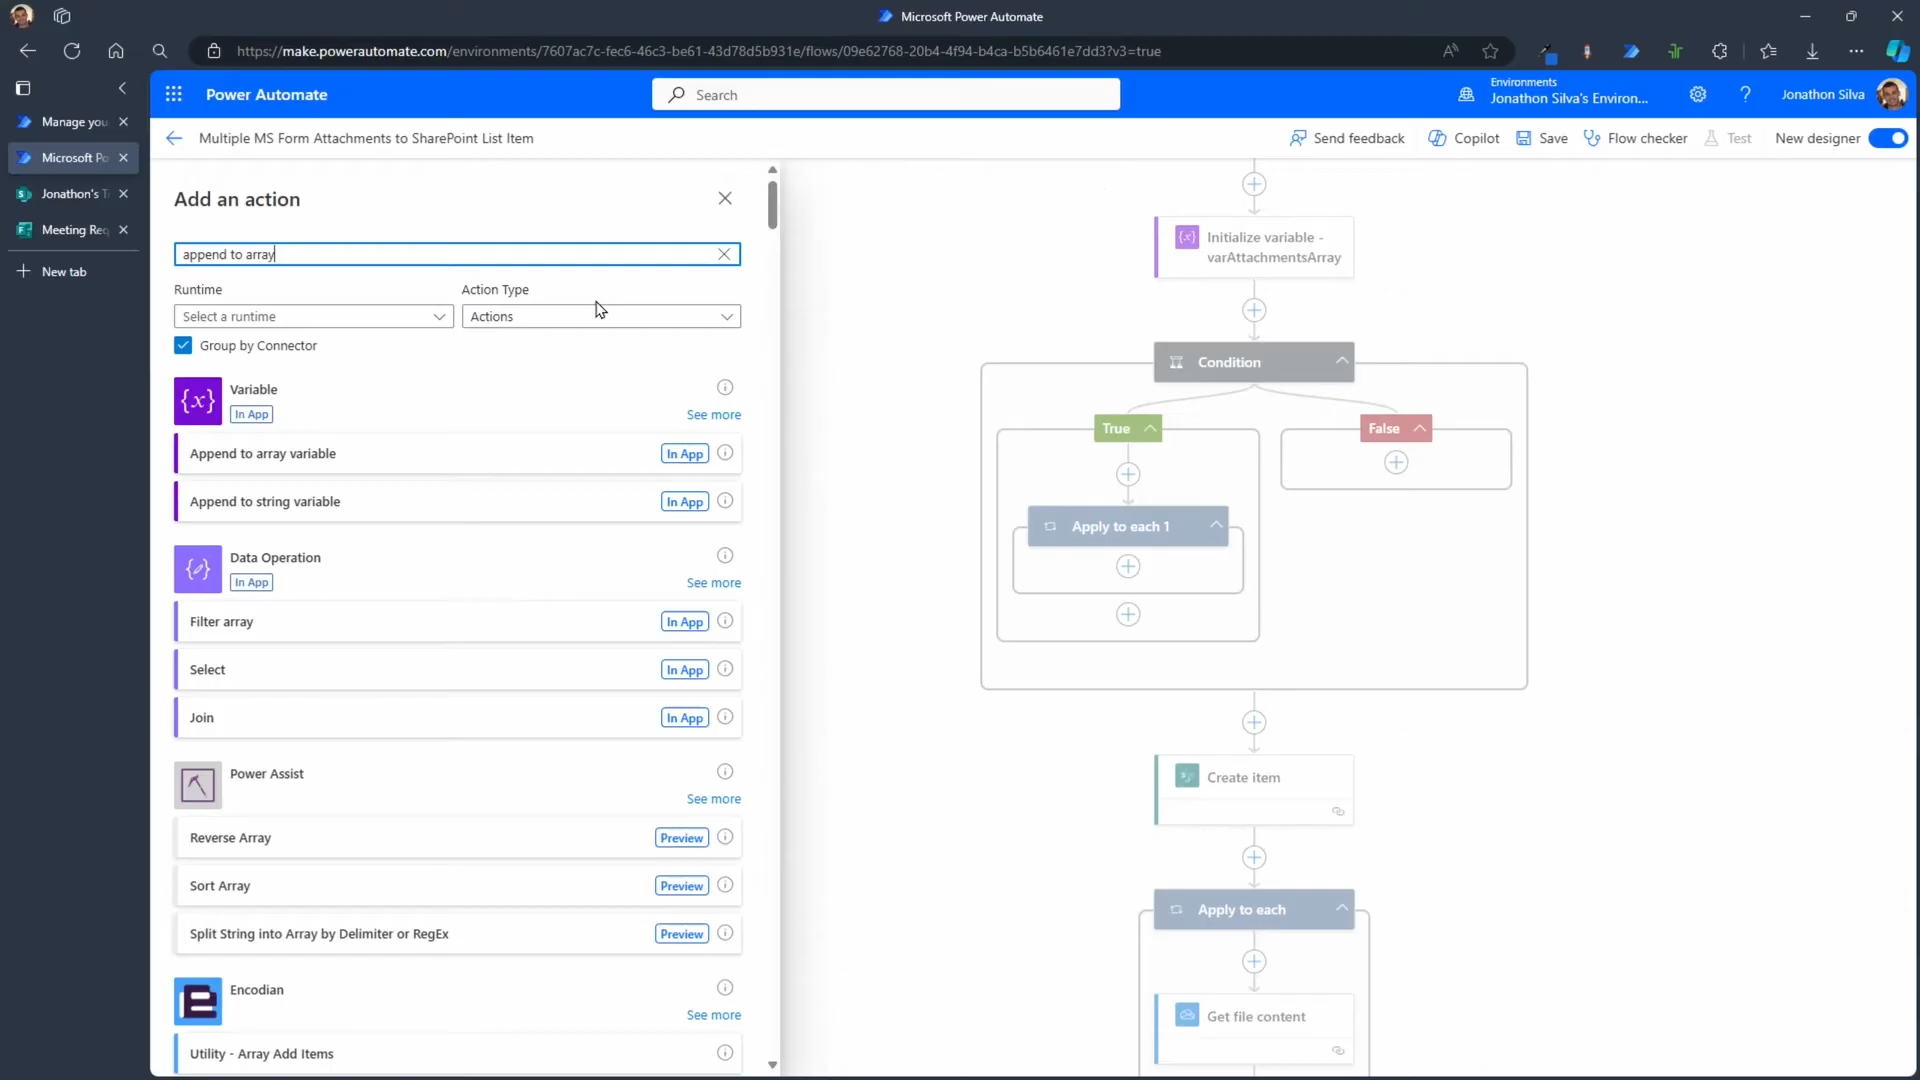 Microsoft Power Automate
https://make.powerautomate.com/environments/7607ac7c-fec6-46c3-be61-43d78d5b931e/flows/09e62768-20b4-4f94-b4ca-b5b6461e7dd3?v3=true
Manage you
Microsoft Po
Jonathon's T
Meeting Req
New tab
Power Automate
Search
Environments
Jonathon Silva's Environ...
Jonathon Silva
Multiple MS Form Attachments to SharePoint List Item
Send feedback
Copilot
Save
Flow checker
Test
New designer
Add an action
append to array
Runtime
Action Type
Select a runtime
Actions
Group by Connector
Variable
In App
See more
Append to array variable
In App
Append to string variable
In App
Data Operation
In App
See more
Filter array
In App
Select
In App
Join
In App
Power Assist
See more
Reverse Array
Preview
Sort Array
Preview
Split String into Array by Delimiter or RegEx
Preview
Encodian
See more
Utility - Array Add Items
Initialize variable -
varAttachmentsArray
Condition
True
False
Apply to each 1
Create item
Apply to each
Get file content